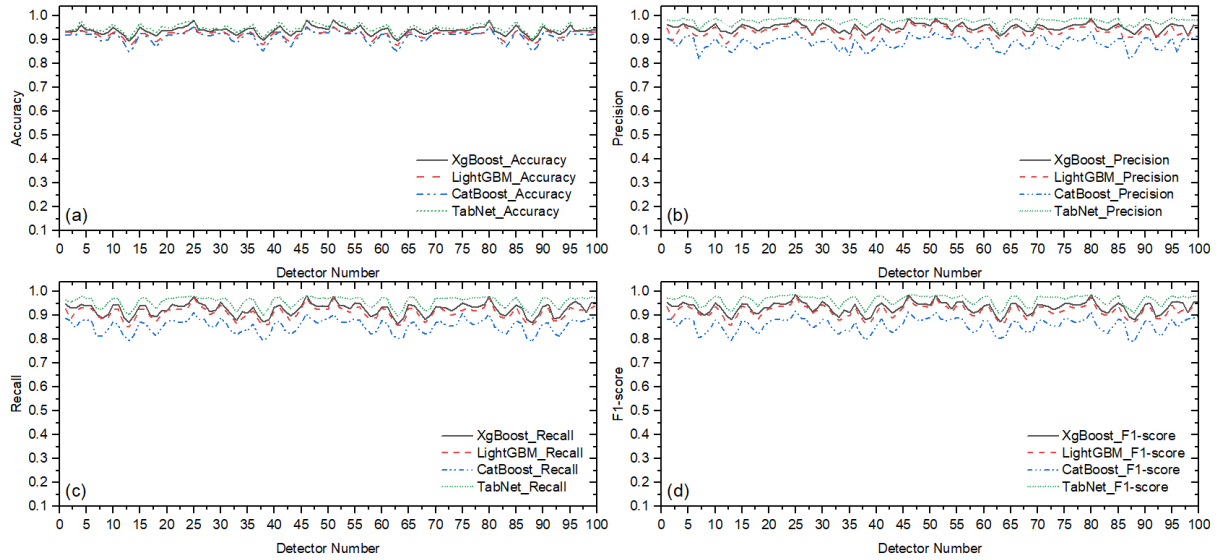 1.0
0.9
0.8
0.7
0.6
0.5
0.4
0.3
0.2
0.1
Accuracy
XgBoost_Accuracy
LightGBM_Accuracy
CatBoost_Accuracy
TabNet_Accuracy
(a)
0 5 10 15 20 25 30 35 40 45 50 55 60 65 70 75 80 85 90 95 100
Detector Number
1.0
0.9
0.8
0.7
0.6
0.5
0.4
0.3
0.2
0.1
Precision
XgBoost_Precision
LightGBM_Precision
CatBoost_Precision
TabNet_Precision
(b)
0 5 10 15 20 25 30 35 40 45 50 55 60 65 70 75 80 85 90 95 100
Detector Number
1.0
0.9
0.8
0.7
0.6
0.5
0.4
0.3
0.2
0.1
Recall
XgBoost_Recall
LightGBM_Recall
CatBoost_Recall
TabNet_Recall
(c)
0 5 10 15 20 25 30 35 40 45 50 55 60 65 70 75 80 85 90 95 100
Detector Number
1.0
0.9
0.8
0.7
0.6
0.5
0.4
0.3
0.2
0.1
F1-score
XgBoost_F1-score
LightGBM_F1-score
CatBoost_F1-score
TabNet_F1-score
(d)
0 5 10 15 20 25 30 35 40 45 50 55 60 65 70 75 80 85 90 95 100
Detector Number